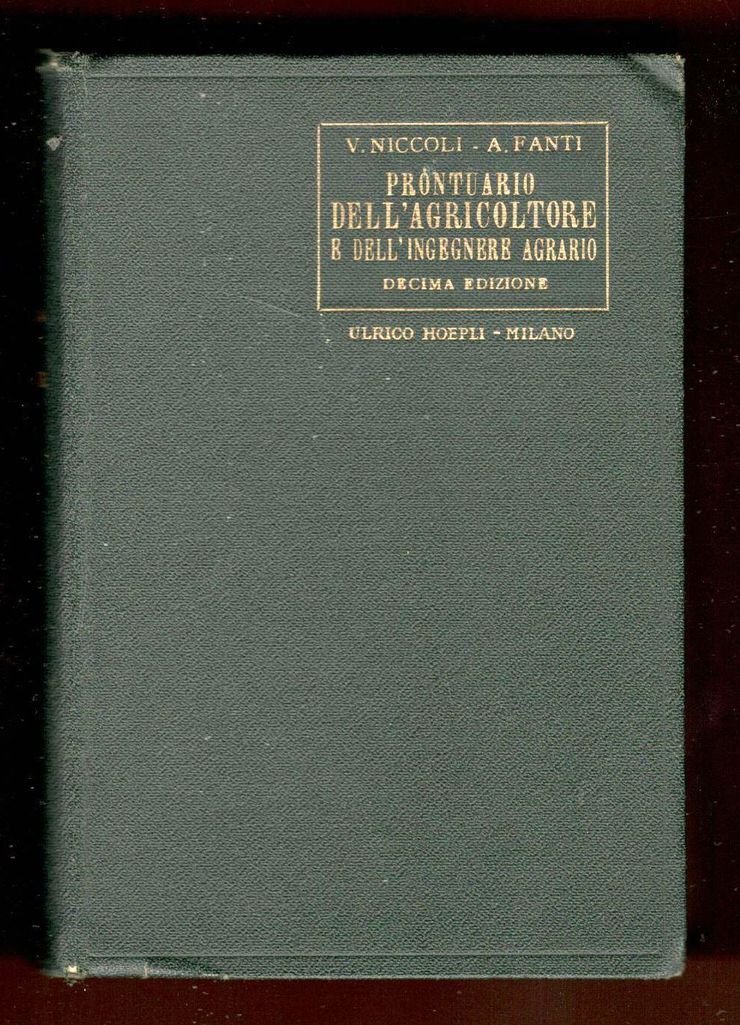 V. NICCOLI - A. FANTI
PRONTUARIO
DELL'AGRICOLTORE
E DELL'INGEGNERE AGRARIO
DECIMA EDIZIONE
ULRICO HOEPLI - MILANO